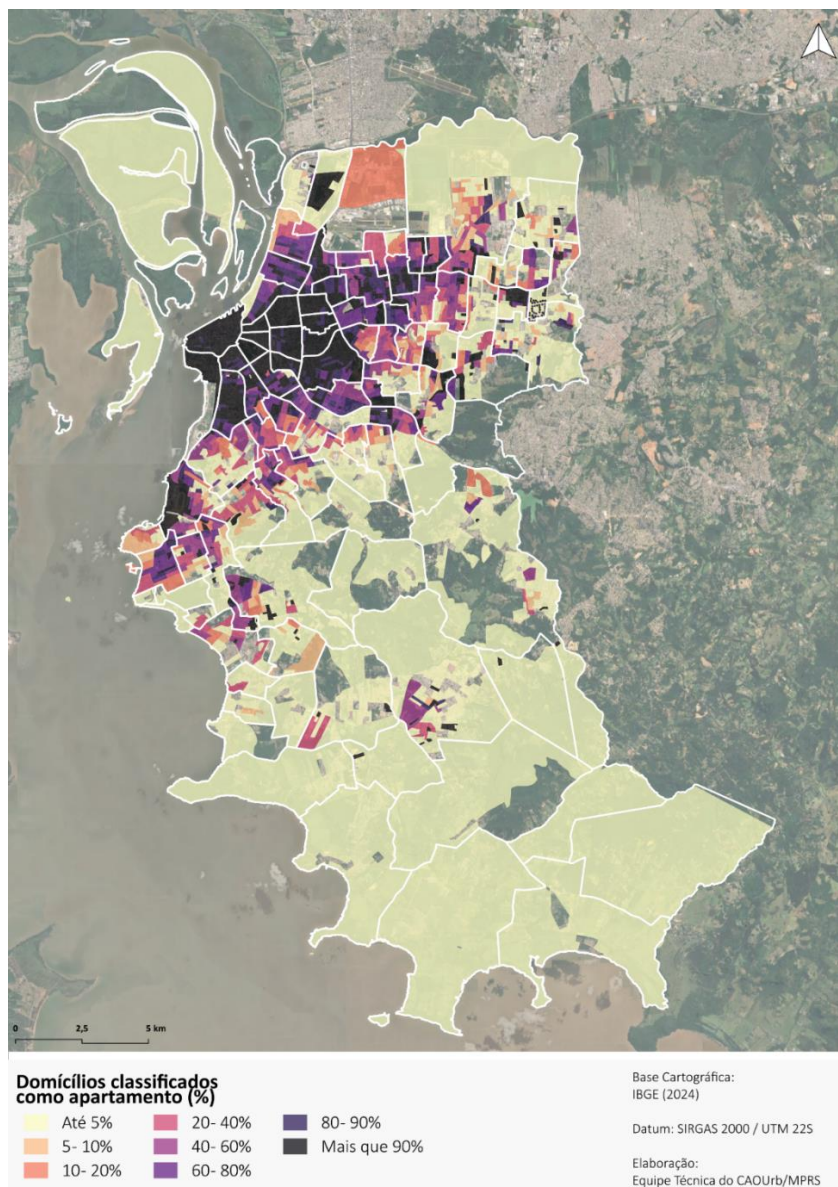 0 2,5 5 km
Domícílios classificados
como apartamento (%)
Até 5%
5- 10%
10- 20%
20- 40%
40- 60%
60- 80%
80- 90%
Mais que 90%
Base Cartográfica:
IBGE (2024)
Datum: SIRGAS 2000 / UTM 22S
Elaboração:
Equipe Técnica do CAOUrb/MPRS